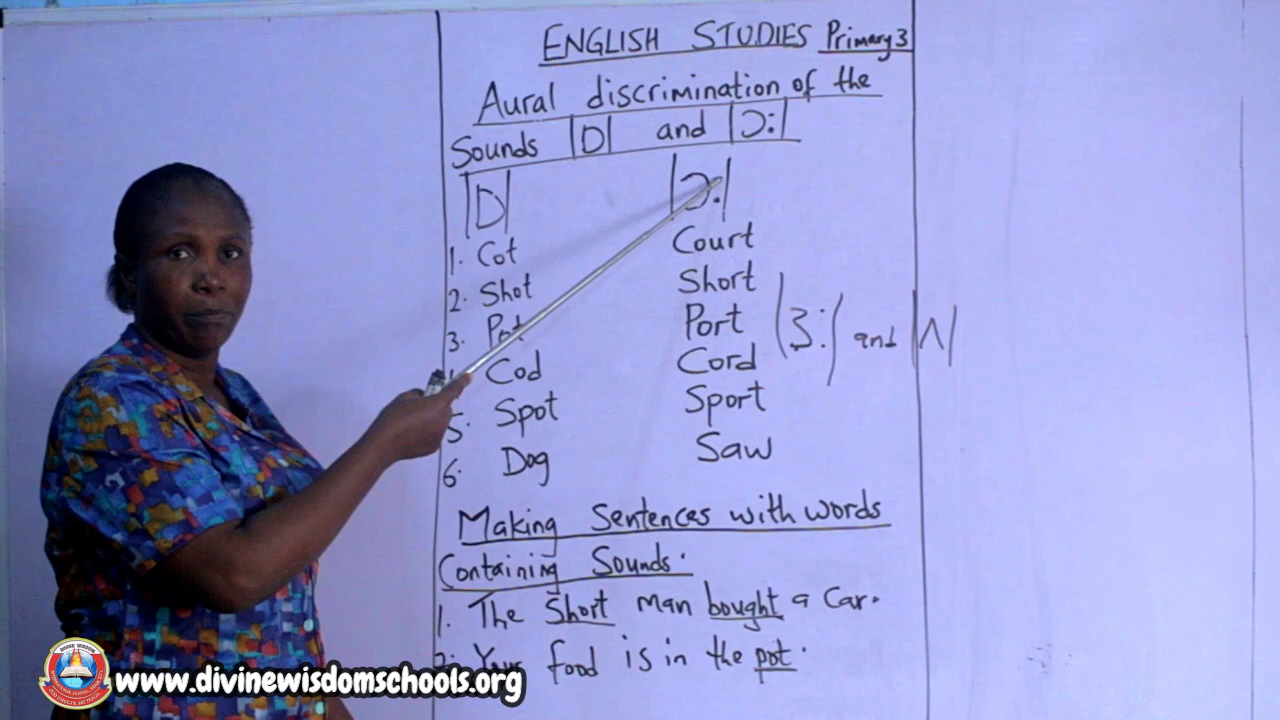 ENGLISH STUDIES Primary 3
Aural discrimination of the
Sounds |D| and |Ɔ:|
|D| |Ɔ:|
1. Cot Court
2. Shot Short
3. Pot Port |3:| and |Λ|
4. Cod Cord
5. Spot Sport
6. Dog Saw
Making Sentences with words
Containing Sounds.
1. The Short man bought a Car.
2. Your food is in the pot.
www.divinewisdomschools.org